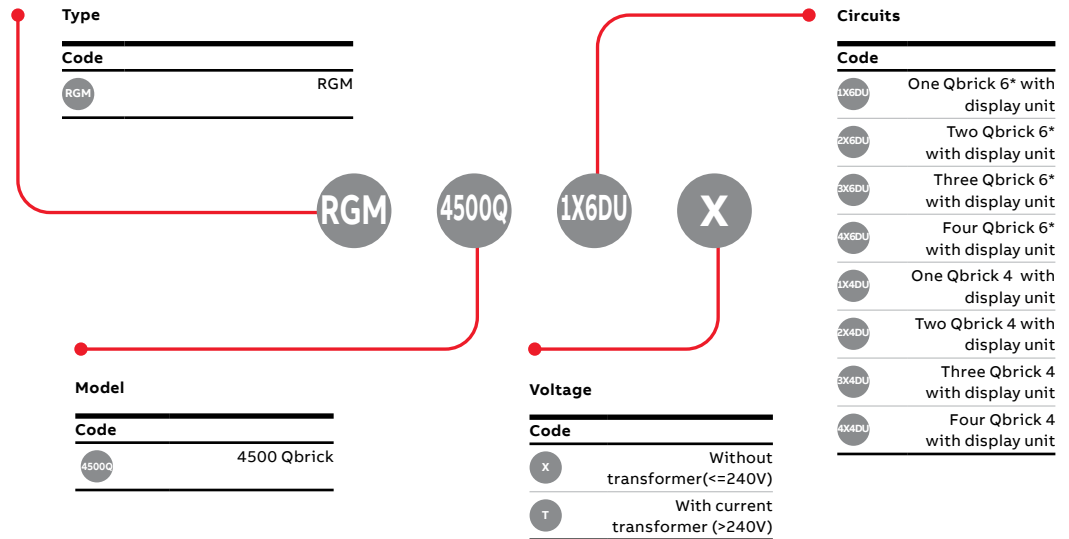 Type
Code
RGM
RGM
Circuits
Code
1X6DU
One Qbrick 6* with
display unit
2X6DU
Two Qbrick 6*
with display unit
3X6DU
Three Qbrick 6*
with display unit
4X6DU
Four Qbrick 6*
with display unit
1X4DU
One Qbrick 4 with
display unit
2X4DU
Two Qbrick 4 with
display unit
3X4DU
Three Qbrick 4
with display unit
4X4DU
Four Qbrick 4
with display unit
RGM 4500Q 1X6DU X
Model
Code
4500Q
4500 Qbrick
Voltage
Code
X
Without
transformer(<=240V)
T
With current
transformer (>240V)